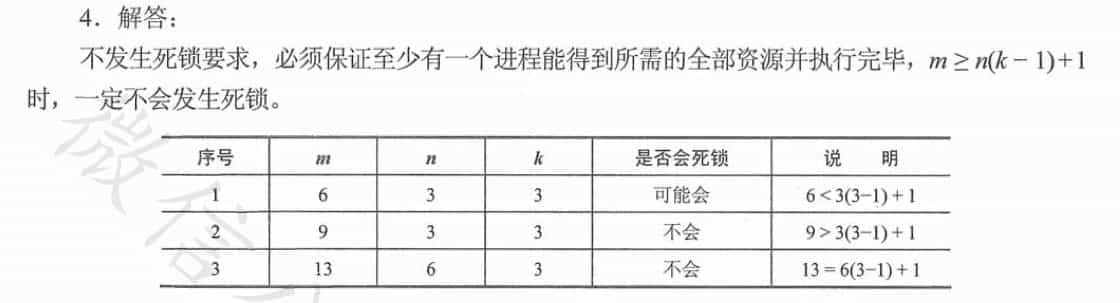 4．解答：
不发生死锁要求，必须保证至少有一个进程能得到所需的全部资源并执行完毕，m ≥ n(k − 1)+1
时，一定不会发生死锁。
序号 m n k 是否会死锁 说 明
1 6 3 3 可能会 6 < 3(3−1) + 1
2 9 3 3 不会 9 > 3(3−1) + 1
3 13 6 3 不会 13 = 6(3−1) + 1
微信